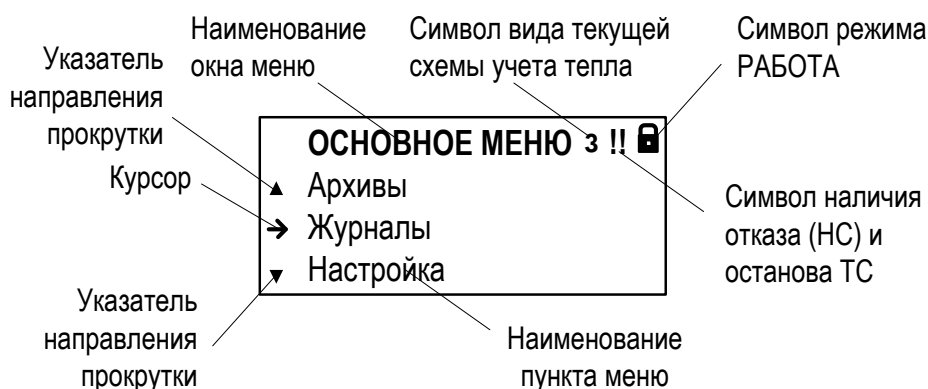 Наименование
окна меню
Символ вида текущей
схемы учета тепла
Символ режима
РАБОТА
Указатель
направления
прокрутки
Курсор
ОСНОВНОЕ МЕНЮ 3 !!
Архивы
Журналы
Настройка
Символ наличия
отказа (НС) и
останова ТС
Указатель
направления
прокрутки
Наименование
пункта меню